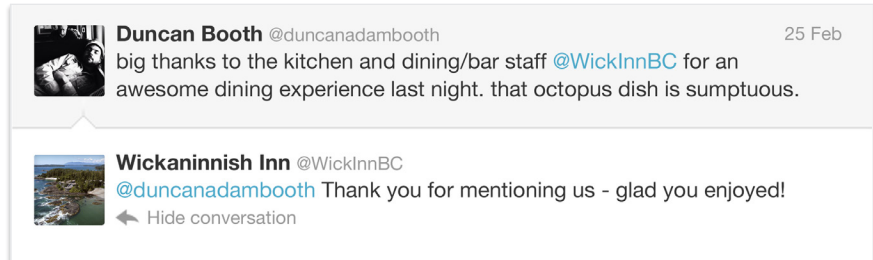 Duncan Booth @duncanadambooth 25 Feb
big thanks to the kitchen and dining/bar staff @WickInnBC for an
awesome dining experience last night. that octopus dish is sumptuous.
Wickaninnish Inn @WickInnBC
@duncanadambooth Thank you for mentioning us - glad you enjoyed!
Hide conversation